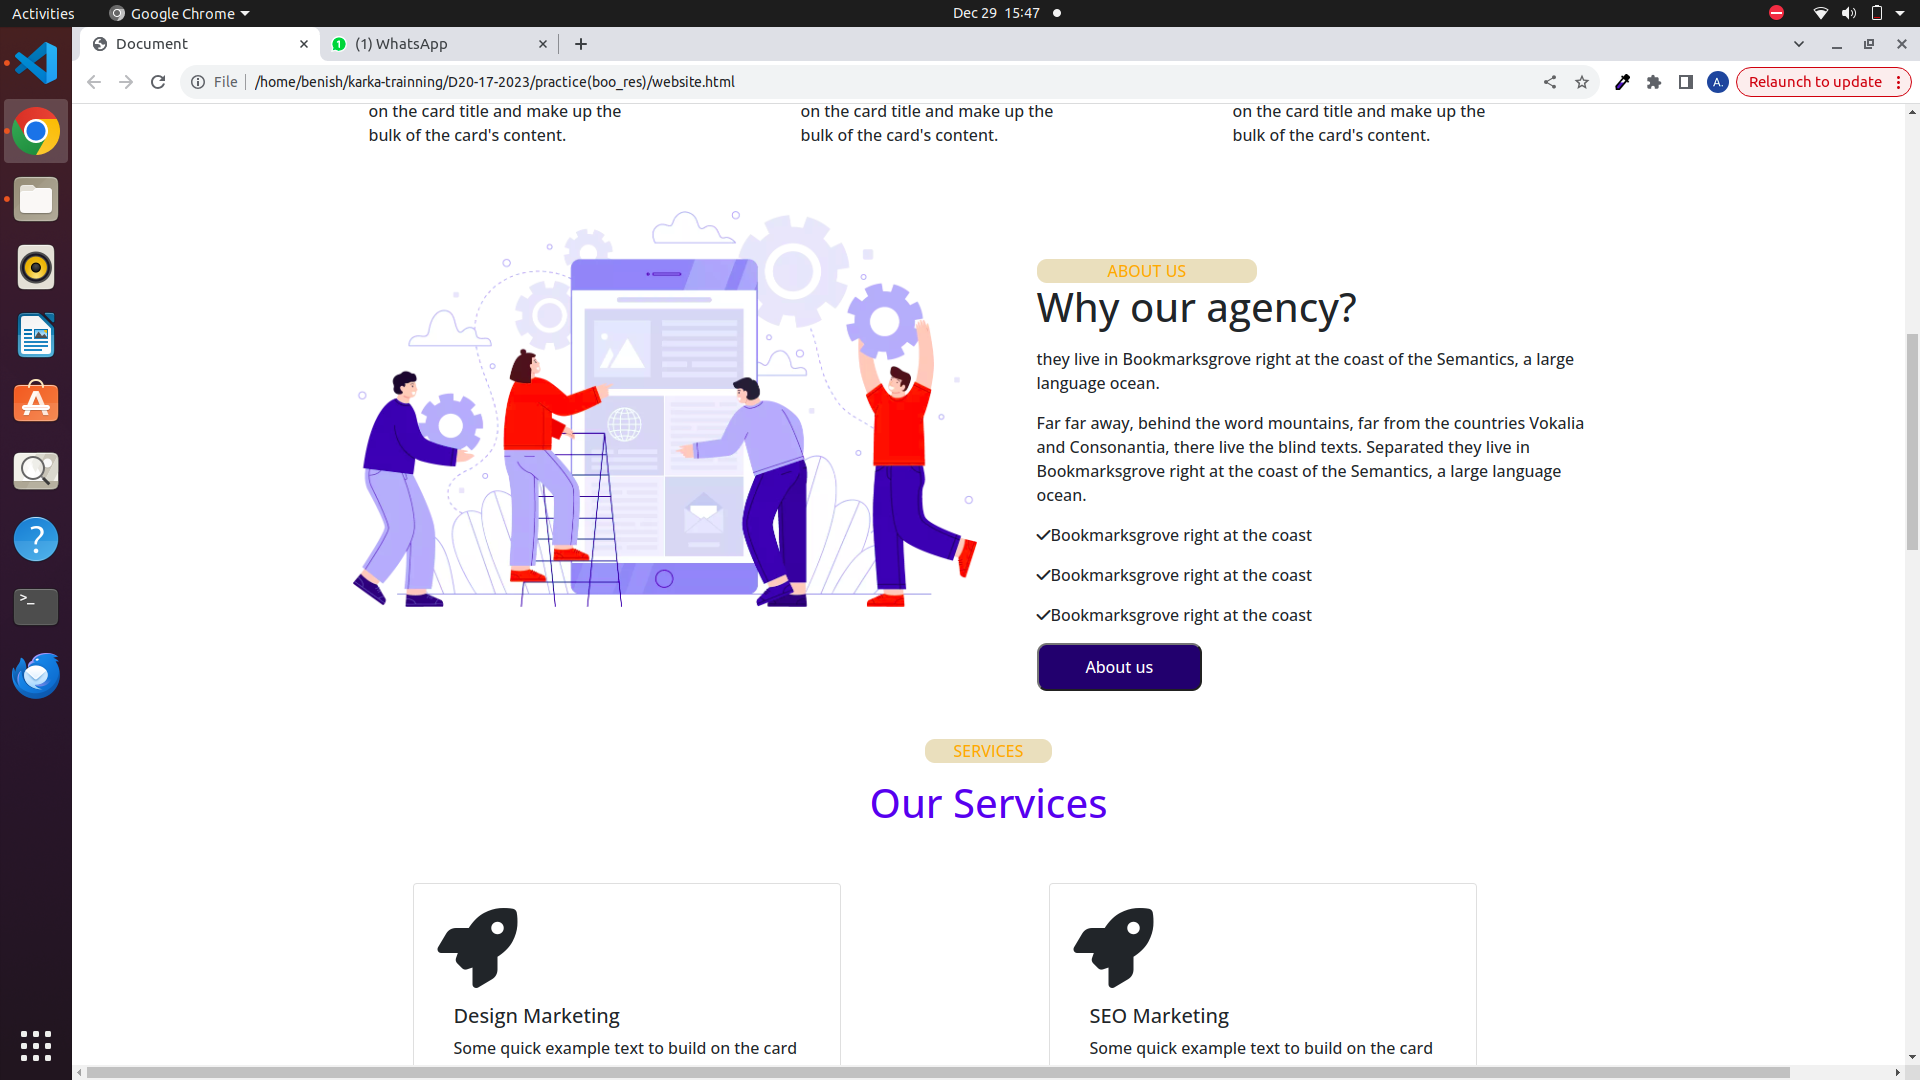 Activities
Google Chrome
Dec 29 15:47
Document
1
(1) WhatsApp
File
/home/benish/karka-trainning/D20-17-2023/practice(boo_res)/website.html
A.
Relaunch to update
on the card title and make up the
bulk of the card's content.
on the card title and make up the
bulk of the card's content.
on the card title and make up the
bulk of the card's content.
ABOUT US
Why our agency?
they live in Bookmarksgrove right at the coast of the Semantics, a large
language ocean.
Far far away, behind the word mountains, far from the countries Vokalia
and Consonantia, there live the blind texts. Separated they live in
Bookmarksgrove right at the coast of the Semantics, a large language
ocean.
Bookmarksgrove right at the coast
Bookmarksgrove right at the coast
Bookmarksgrove right at the coast
About us
SERVICES
Our Services
Design Marketing
Some quick example text to build on the card
SEO Marketing
Some quick example text to build on the card